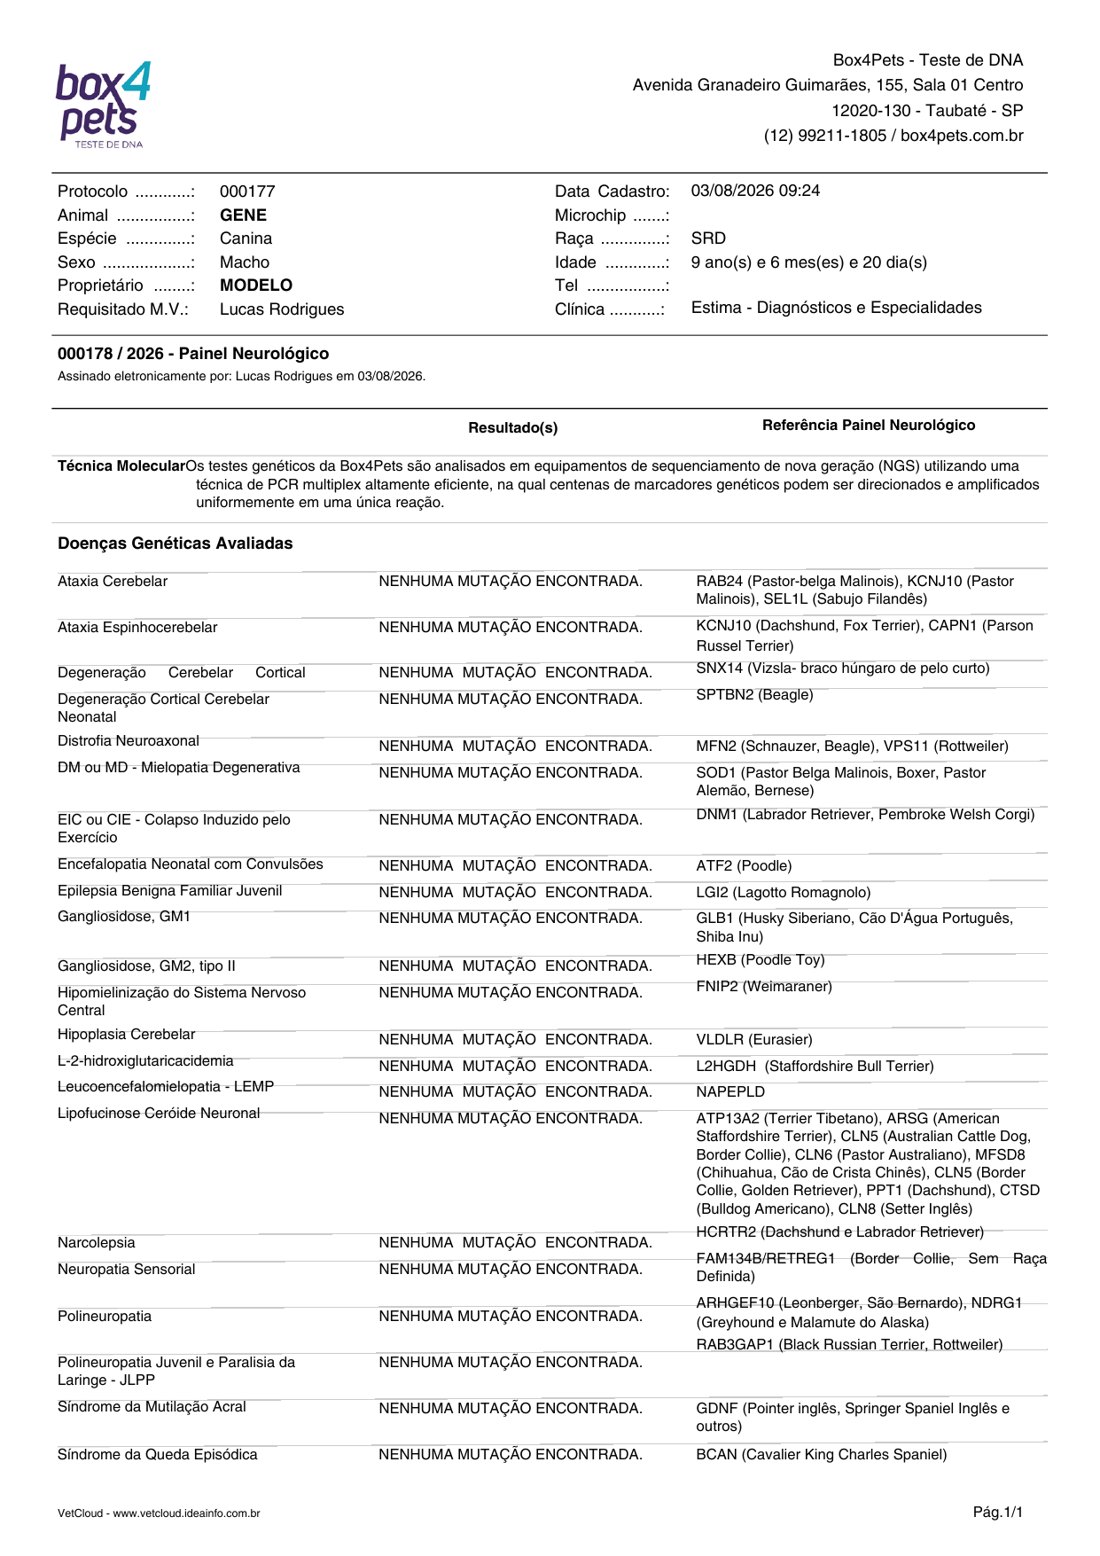 box4
pets
TESTE DE DNA
Box4Pets - Teste de DNA
Avenida Granadeiro Guimarães, 155, Sala 01 Centro
12020-130 - Taubaté - SP
(12) 99211-1805 / box4pets.com.br
Protocolo ............: 000177 Data Cadastro: 03/08/2026 09:24
Animal ................: GENE Microchip .......:
Espécie ..............: Canina Raça ..............: SRD
Sexo ...................: Macho Idade .............: 9 ano(s) e 6 mes(es) e 20 dia(s)
Proprietário ........: MODELO Tel .................:
Requisitado M.V.: Lucas Rodrigues Clínica ...........: Estima - Diagnósticos e Especialidades
000178 / 2026 - Painel Neurológico
Assinado eletronicamente por: Lucas Rodrigues em 03/08/2026.
Resultado(s) Referência Painel Neurológico
Técnica MolecularOs testes genéticos da Box4Pets são analisados em equipamentos de sequenciamento de nova geração (NGS) utilizando uma
técnica de PCR multiplex altamente eficiente, na qual centenas de marcadores genéticos podem ser direcionados e amplificados
uniformemente em uma única reação.
Doenças Genéticas Avaliadas
Ataxia Cerebelar NENHUMA MUTAÇÃO ENCONTRADA. RAB24 (Pastor-belga Malinois), KCNJ10 (Pastor
Malinois), SEL1L (Sabujo Filandês)
Ataxia Espinhocerebelar NENHUMA MUTAÇÃO ENCONTRADA. KCNJ10 (Dachshund, Fox Terrier), CAPN1 (Parson
Russel Terrier)
Degeneração Cerebelar Cortical NENHUMA MUTAÇÃO ENCONTRADA. SNX14 (Vizsla- braco húngaro de pelo curto)
Degeneração Cortical Cerebelar NENHUMA MUTAÇÃO ENCONTRADA. SPTBN2 (Beagle)
Neonatal
Distrofia Neuroaxonal NENHUMA MUTAÇÃO ENCONTRADA. MFN2 (Schnauzer, Beagle), VPS11 (Rottweiler)
DM ou MD - Mielopatia Degenerativa NENHUMA MUTAÇÃO ENCONTRADA. SOD1 (Pastor Belga Malinois, Boxer, Pastor
Alemão, Bernese)
EIC ou CIE - Colapso Induzido pelo NENHUMA MUTAÇÃO ENCONTRADA. DNM1 (Labrador Retriever, Pembroke Welsh Corgi)
Exercício
Encefalopatia Neonatal com Convulsões NENHUMA MUTAÇÃO ENCONTRADA. ATF2 (Poodle)
Epilepsia Benigna Familiar Juvenil NENHUMA MUTAÇÃO ENCONTRADA. LGI2 (Lagotto Romagnolo)
Gangliosidose, GM1 NENHUMA MUTAÇÃO ENCONTRADA. GLB1 (Husky Siberiano, Cão D'Água Português,
Shiba Inu)
Gangliosidose, GM2, tipo II NENHUMA MUTAÇÃO ENCONTRADA. HEXB (Poodle Toy)
Hipomielinização do Sistema Nervoso NENHUMA MUTAÇÃO ENCONTRADA. FNIP2 (Weimaraner)
Central
Hipoplasia Cerebelar NENHUMA MUTAÇÃO ENCONTRADA. VLDLR (Eurasier)
L-2-hidroxiglutaricacidemia NENHUMA MUTAÇÃO ENCONTRADA. L2HGDH (Staffordshire Bull Terrier)
Leucoencefalomielopatia - LEMP NENHUMA MUTAÇÃO ENCONTRADA. NAPEPLD
Lipofucinose Ceróide Neuronal NENHUMA MUTAÇÃO ENCONTRADA. ATP13A2 (Terrier Tibetano), ARSG (American
Staffordshire Terrier), CLN5 (Australian Cattle Dog,
Border Collie), CLN6 (Pastor Australiano), MFSD8
(Chihuahua, Cão de Crista Chinês), CLN5 (Border
Collie, Golden Retriever), PPT1 (Dachshund), CTSD
(Bulldog Americano), CLN8 (Setter Inglês)
Narcolepsia NENHUMA MUTAÇÃO ENCONTRADA. HCRTR2 (Dachshund e Labrador Retriever)
Neuropatia Sensorial NENHUMA MUTAÇÃO ENCONTRADA. FAM134B/RETREG1 (Border Collie, Sem Raça
Definida)
Polineuropatia NENHUMA MUTAÇÃO ENCONTRADA. ARHGEF10 (Leonberger, São Bernardo), NDRG1
(Greyhound e Malamute do Alaska)
Polineuropatia Juvenil e Paralisia da NENHUMA MUTAÇÃO ENCONTRADA. RAB3GAP1 (Black Russian Terrier, Rottweiler)
Laringe - JLPP
Síndrome da Mutilação Acral NENHUMA MUTAÇÃO ENCONTRADA. GDNF (Pointer inglês, Springer Spaniel Inglês e
outros)
Síndrome da Queda Episódica NENHUMA MUTAÇÃO ENCONTRADA. BCAN (Cavalier King Charles Spaniel)
VetCloud - www.vetcloud.ideainfo.com.br Pág.1/1